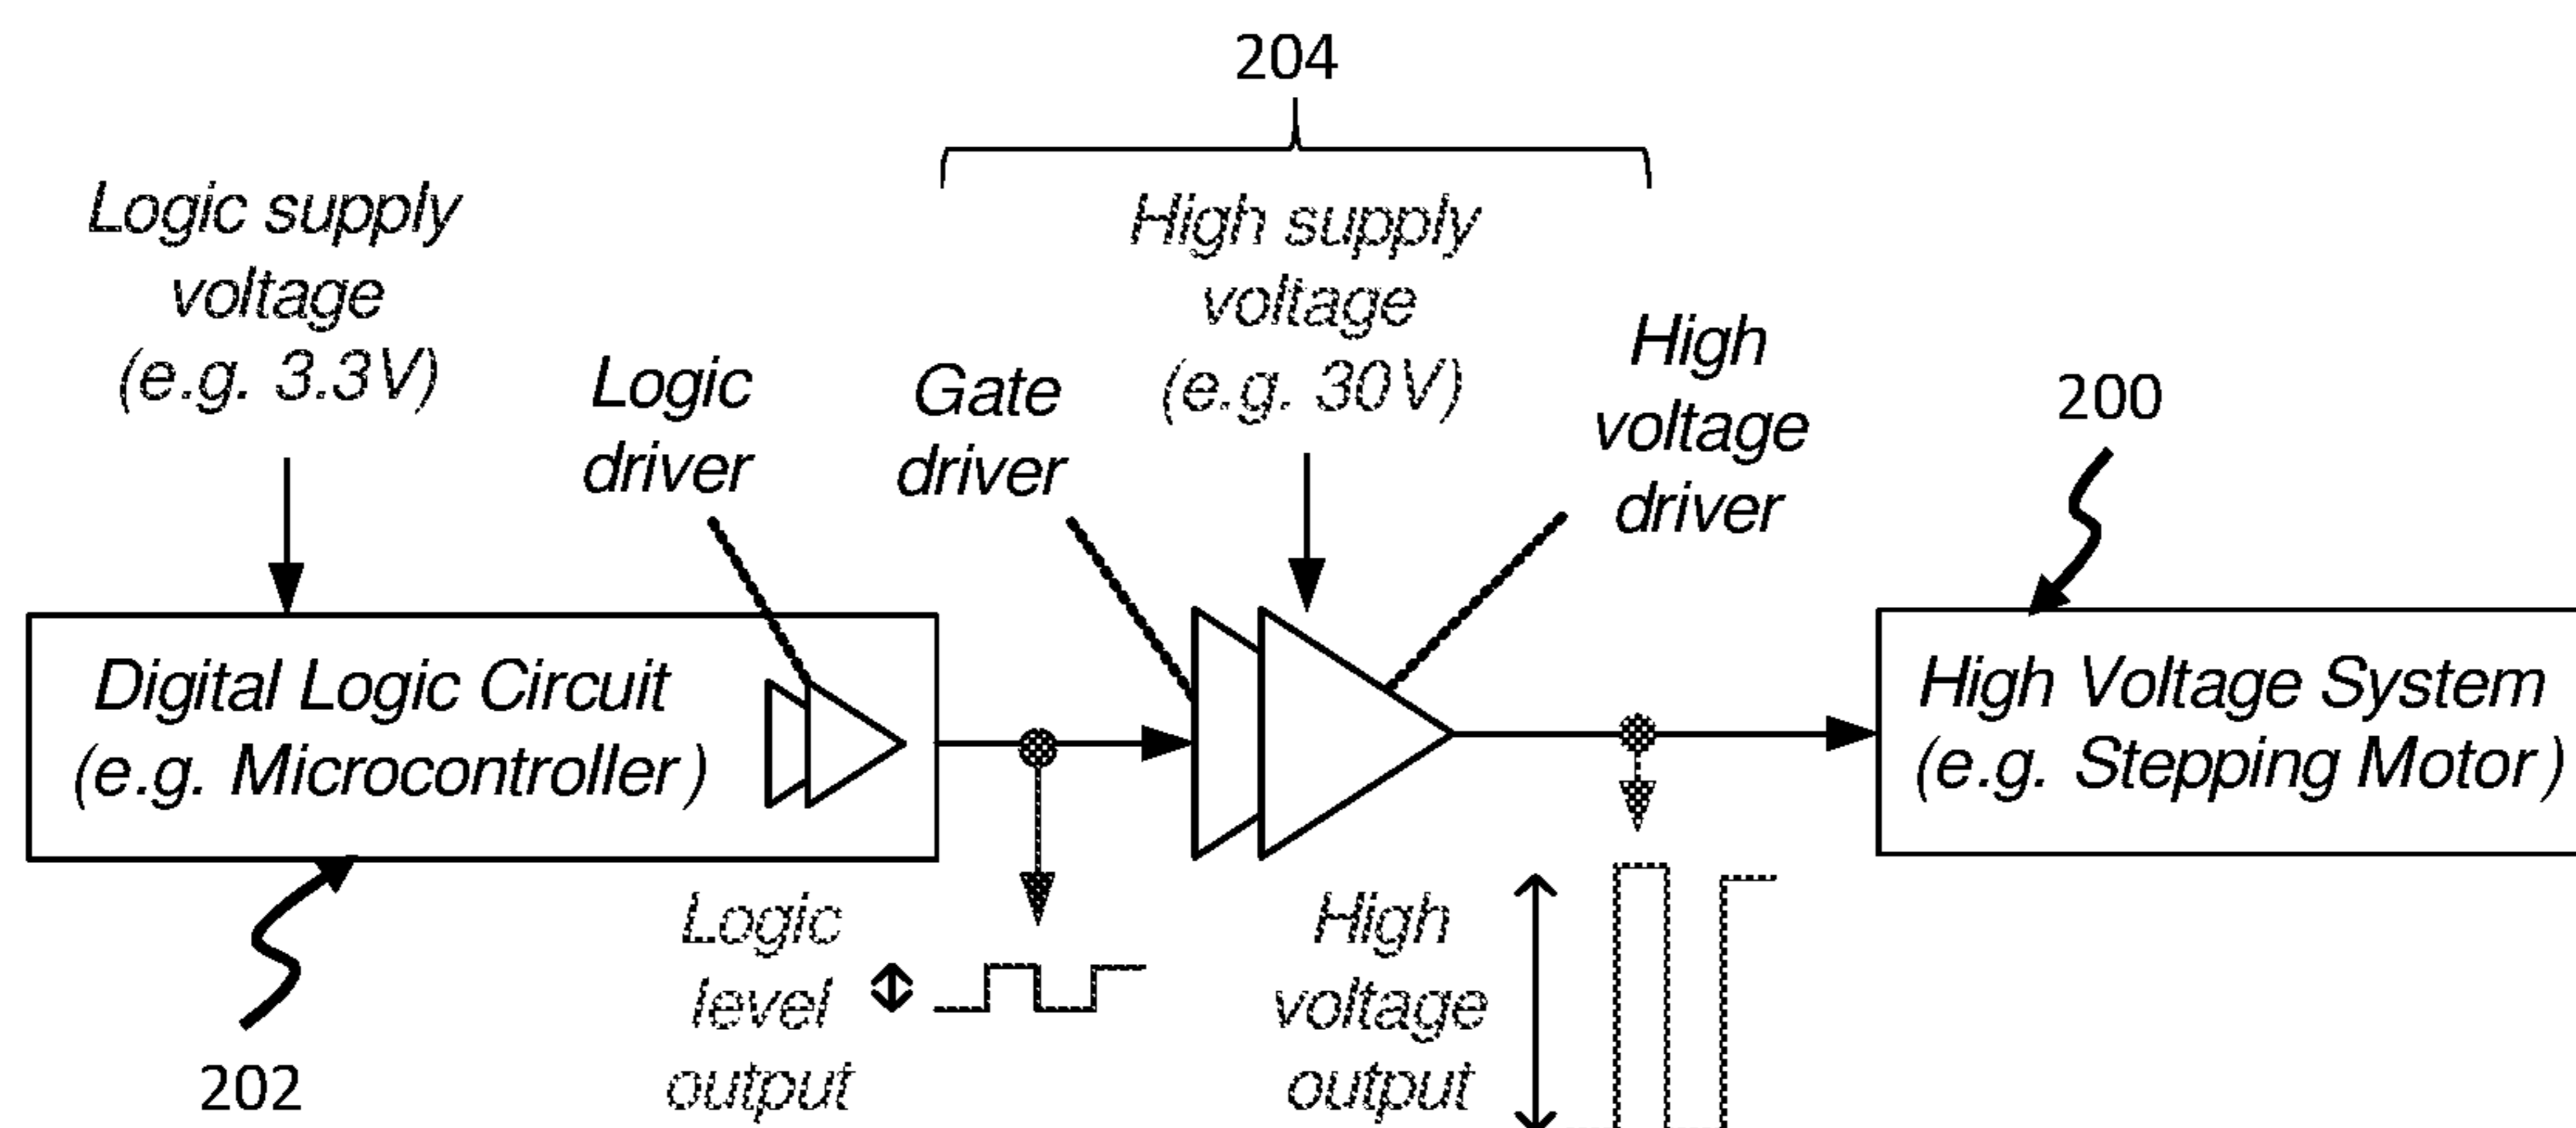 204
Logic supply
voltage
(e.g. 3.3V)
High supply
voltage
(e.g. 30V)
Logic
driver
Gate
driver
High
voltage
driver
200
Digital Logic Circuit
(e.g. Microcontroller)
High Voltage System
(e.g. Stepping Motor)
Logic
level
output
High
voltage
output
202